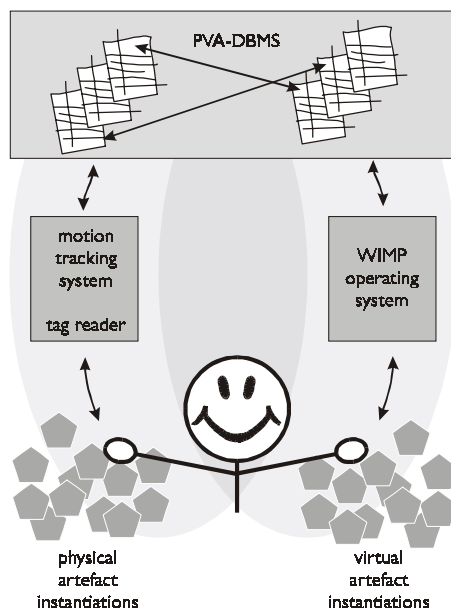 PVA-DBMS
motion
tracking
system
tag reader
WIMP
operating
system
physical
artefact
instantiations
virtual
artefact
instantiations